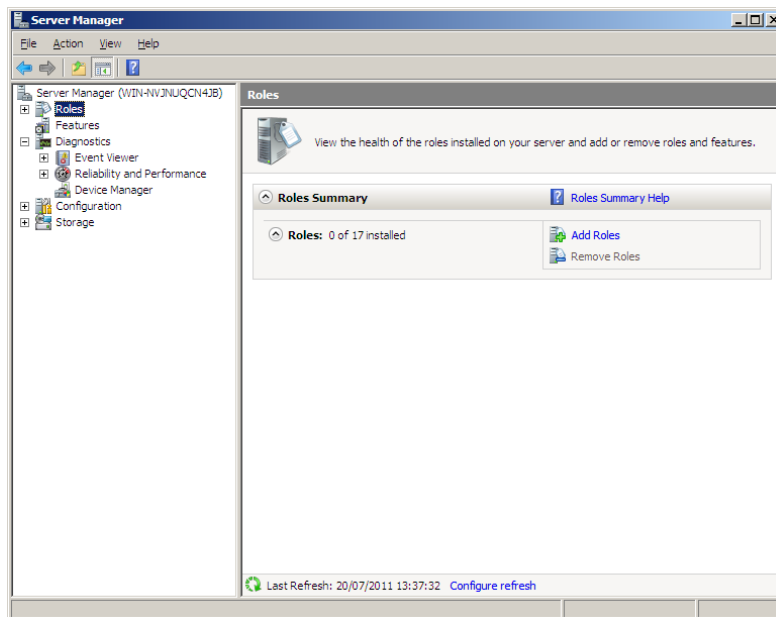 Server Manager
File Action View Help
Server Manager (WIN-NVJNUQCN4JB)
Roles
Features
Diagnostics
Event Viewer
Reliability and Performance
Device Manager
Configuration
Storage
Roles
View the health of the roles installed on your server and add or remove roles and features.
Roles Summary
Roles Summary Help
Roles: 0 of 17 installed
Add Roles
Remove Roles
Last Refresh: 20/07/2011 13:37:32 Configure refresh